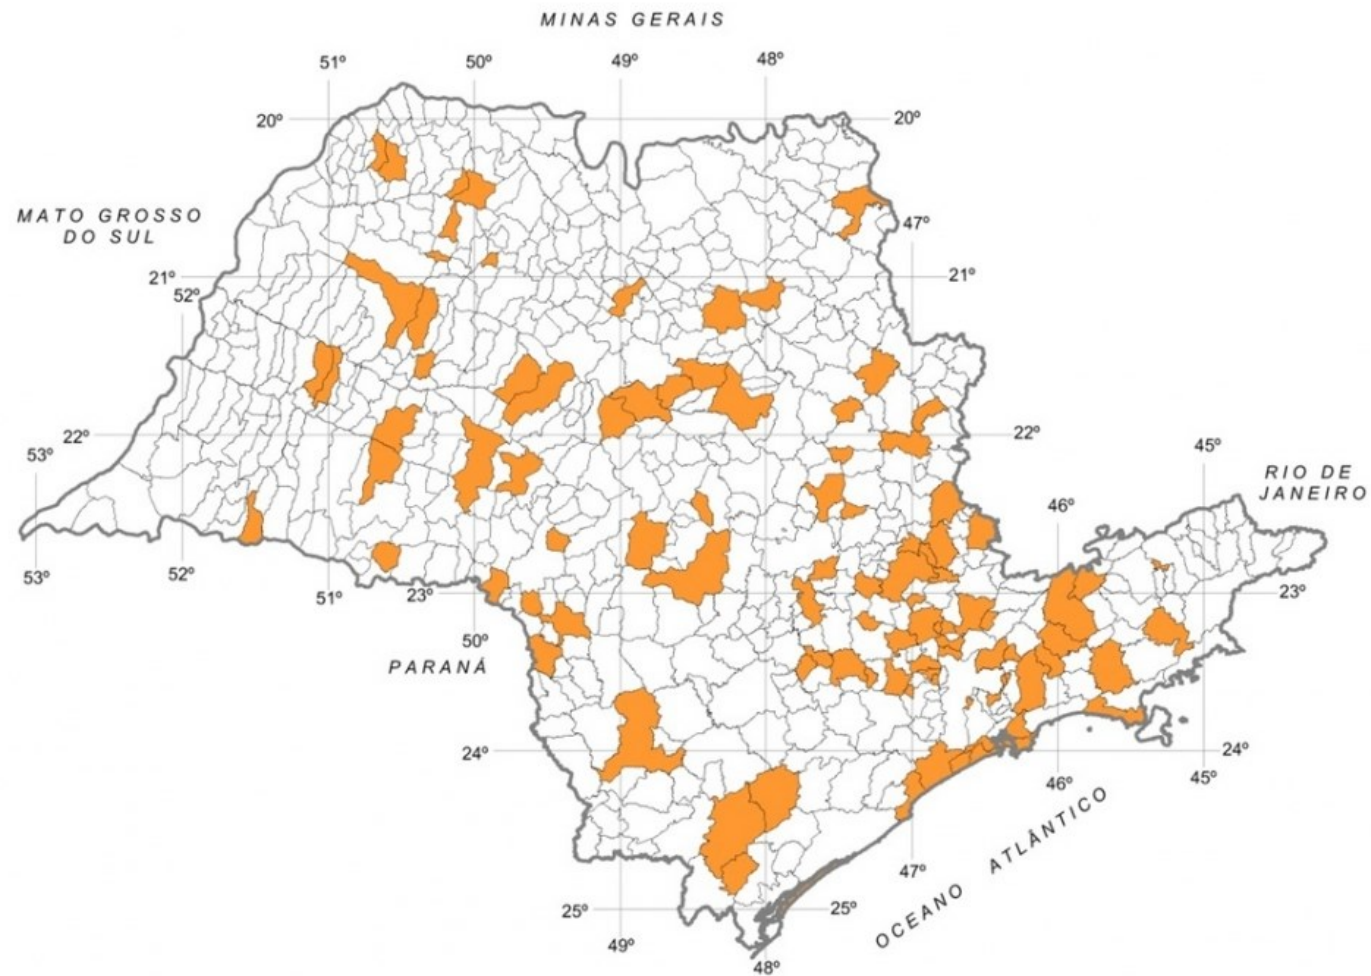 MINAS GERAIS
51º
50º
49º
48º
20º
20º
MATO GROSSO
DO SUL
47º
21º
21º
52º
22º
22º
53º
45º
RIO DE
JANEIRO
46º
53º
52º
51º
23º
23º
50º
PARANÁ
24º
24º
46º
45º
OCEANO ATLÂNTICO
47º
25º
25º
49º
48º